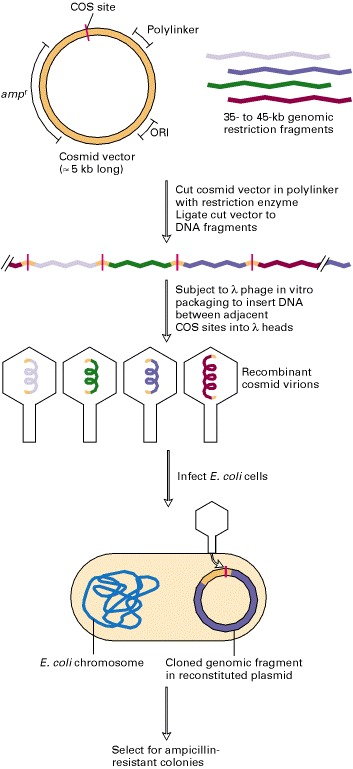 COS site
Polylinker
ampʳ
ORI
Cosmid vector
(≈ 5 kb long)
35- to 45-kb genomic
restriction fragments
Cut cosmid vector in polylinker
with restriction enzyme
Ligate cut vector to
DNA fragments
Subject to λ phage in vitro
packaging to insert DNA
between adjacent
COS sites into λ heads
Recombinant
cosmid virions
Infect E. coli cells
E. coli chromosome
Cloned genomic fragment
in reconstituted plasmid
Select for ampicillin-
resistant colonies